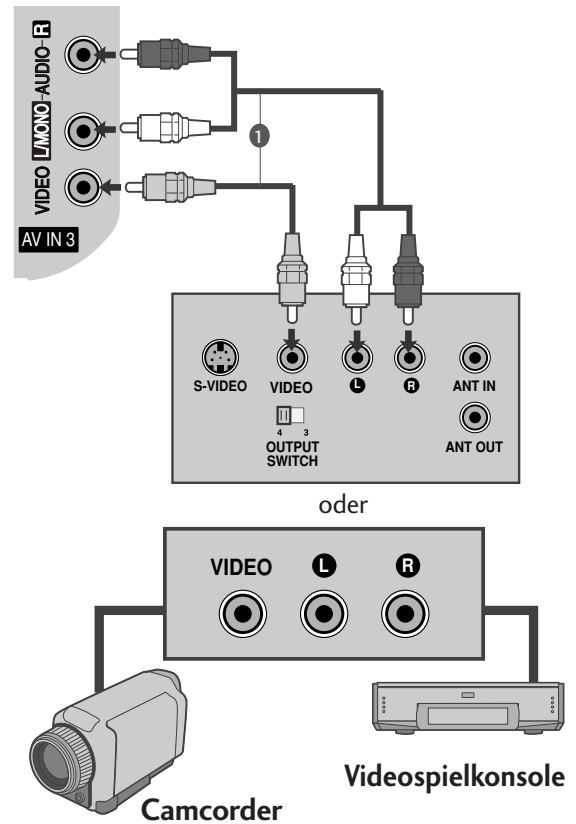 VIDEO L/MONO-AUDIO-R
AV IN 3
1
S-VIDEO
VIDEO
L
R
ANT IN
4 3
OUTPUT
SWITCH
ANT OUT
oder
VIDEO L R
Videospielkonsole
Camcorder